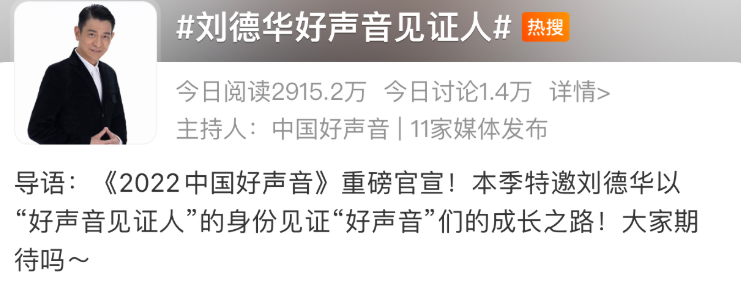 #刘德华好声音见证人# 热搜
今日阅读2915.2万 今日讨论1.4万 详情>
主持人：中国好声音 | 11家媒体发布
导语：《2022中国好声音》重磅官宣！本季特邀刘德华以
“好声音见证人”的身份见证“好声音”们的成长之路！大家期
待吗～